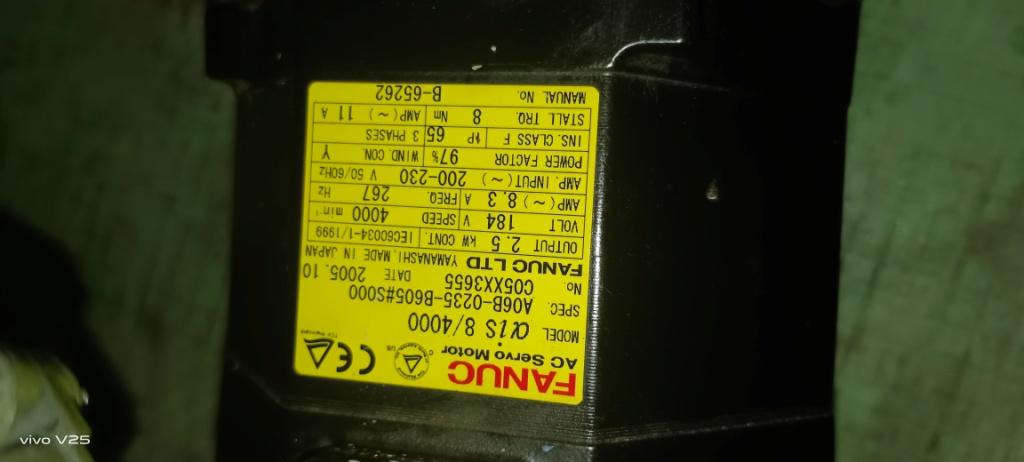 FANUC
AC Servo Motor
MODEL αiS 8/4000
SPEC. A06B-0235-B605#S000
No. C05XX3655 DATE 2005.10
FANUC LTD YAMANASHI. MADE IN JAPAN
OUTPUT 2.5 kW CONT. IEC60034-1/1999
VOLT 184 V SPEED 4000 min⁻¹
AMP(~) 8.3 A FREQ. 267 Hz
AMP. INPUT(~) 200-230 V 50/60Hz
POWER FACTOR 97% WIND. CON. Y
INS. CLASS F IP 65 3 PHASES
STALL TRQ. 8 Nm AMP(~) 11 A
MANUAL No. B-65262
CE
vivo V25